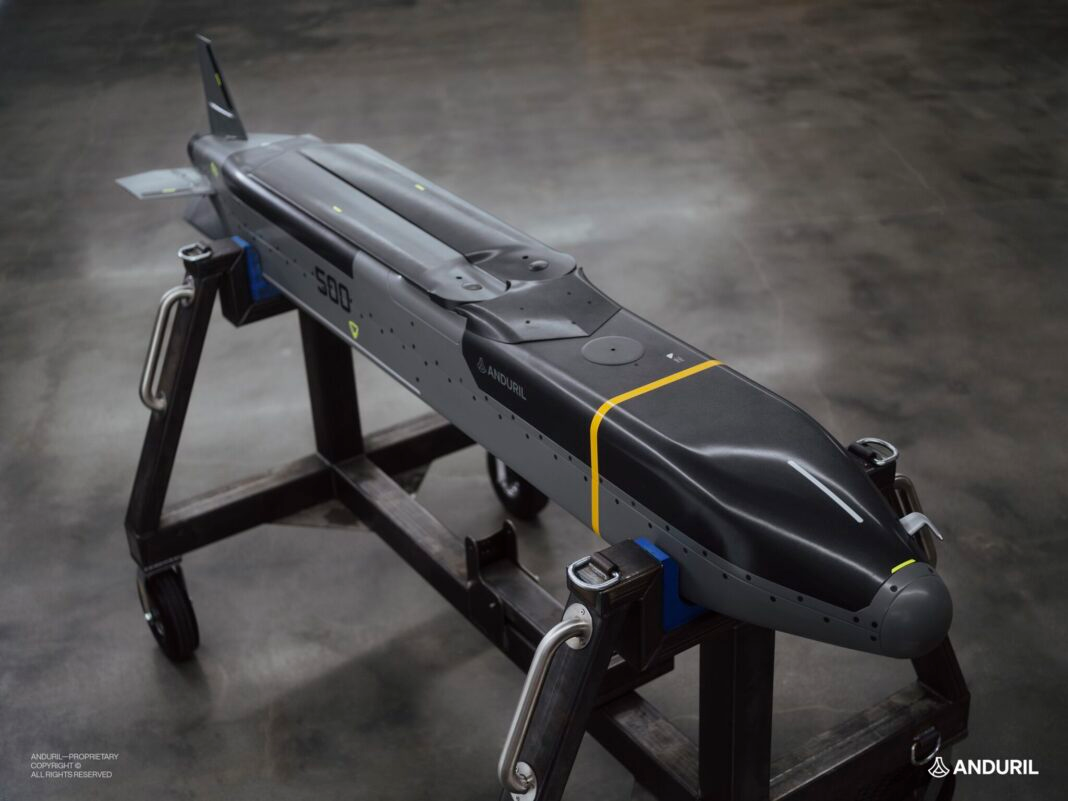 500
ANDURIL
ANDURIL—PROPRIETARY
COPYRIGHT ©
ALL RIGHTS RESERVED
ANDURIL